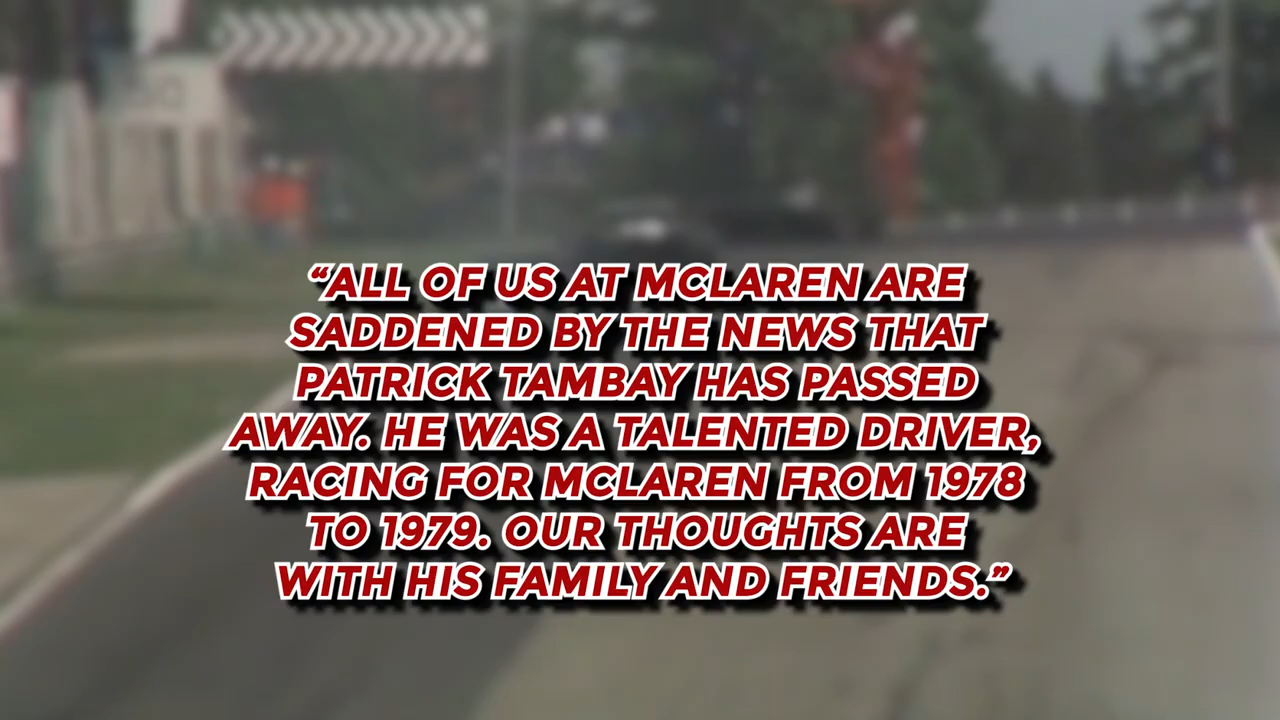 “ALL OF US AT MCLAREN ARE
SADDENED BY THE NEWS THAT
PATRICK TAMBAY HAS PASSED
AWAY. HE WAS A TALENTED DRIVER,
RACING FOR MCLAREN FROM 1978
TO 1979. OUR THOUGHTS ARE
WITH HIS FAMILY AND FRIENDS.”